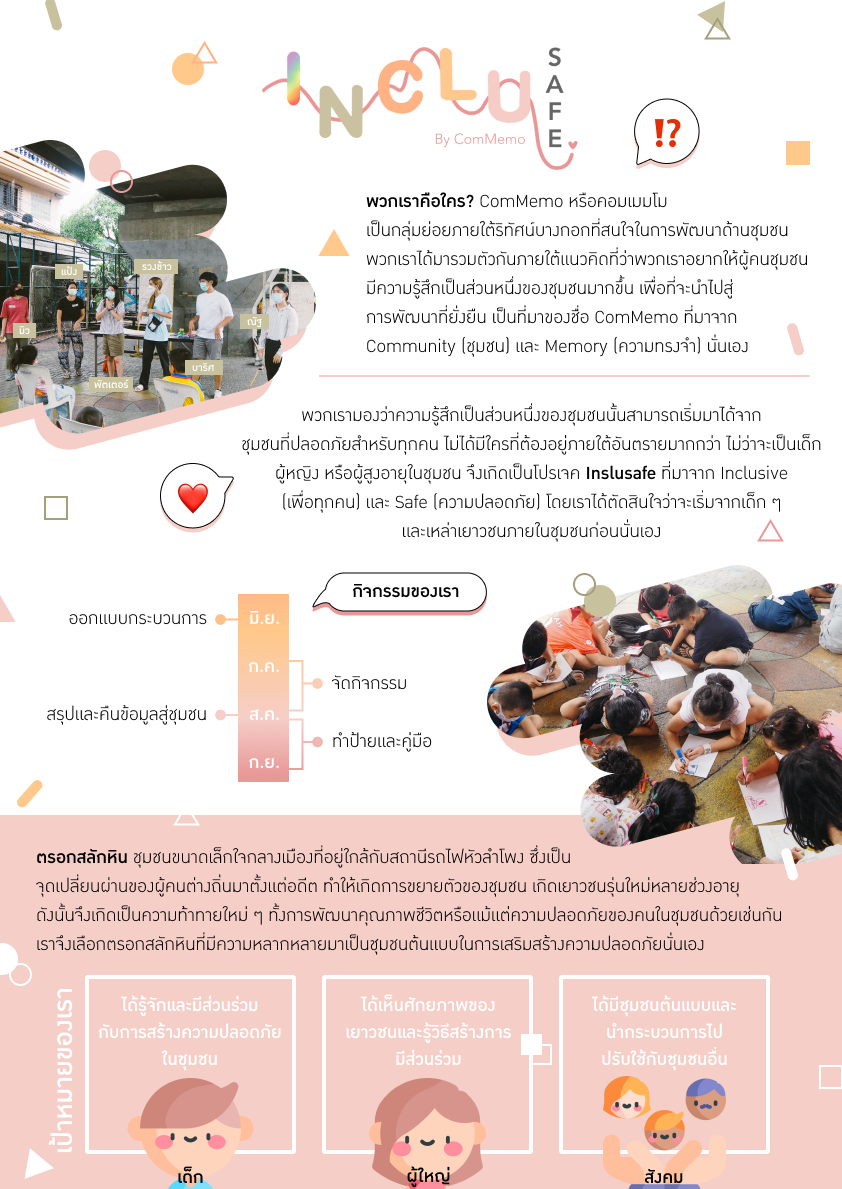 INCLU
SAFE
By ComMemo
⁉
พวกเราคือใคร? ComMemo หรือคอมเมมโม
เป็นกลุ่มย่อยภายใต้ริทัศน์บางกอกที่สนใจในการพัฒนาด้านชุมชน
พวกเราได้มารวมตัวกันภายใต้แนวคิดที่ว่าพวกเราอยากให้ผู้คนชุมชน
มีความรู้สึกเป็นส่วนหนึ่งของชุมชนมากขึ้น เพื่อที่จะนำไปสู่
การพัฒนาที่ยั่งยืน เป็นที่มาของชื่อ ComMemo ที่มาจาก
Community (ชุมชน) และ Memory (ความทรงจำ) นั่นเอง
แป้ง
รวงข้าว
มิว
ณัฐ
บาริศ
พีทเตอร์
พวกเรามองว่าความรู้สึกเป็นส่วนหนึ่งของชุมชนนั้นสามารถเริ่มมาได้จาก
ชุมชนที่ปลอดภัยสำหรับทุกคน ไม่ได้มีใครที่ต้องอยู่ภายใต้อันตรายมากกว่า ไม่ว่าจะเป็นเด็ก
ผู้หญิง หรือผู้สูงอายุในชุมชน จึงเกิดเป็นโปรเจค Inslusafe ที่มาจาก Inclusive
(เพื่อทุกคน) และ Safe (ความปลอดภัย) โดยเราได้ตัดสินใจว่าจะเริ่มจากเด็ก ๆ
และเหล่าเยาวชนภายในชุมชนก่อนนั่นเอง
กิจกรรมของเรา
ออกแบบกระบวนการ
มิ.ย.
ก.ค.
จัดกิจกรรม
สรุปและคืนข้อมูลสู่ชุมชน
ส.ค.
ทำป้ายและคู่มือ
ก.ย.
ตรอกสลักหิน ชุมชนขนาดเล็กใจกลางเมืองที่อยู่ใกล้กับสถานีรถไฟหัวลำโพง ซึ่งเป็น
จุดเปลี่ยนผ่านของผู้คนต่างถิ่นมาตั้งแต่อดีต ทำให้เกิดการขยายตัวของชุมชน เกิดเยาวชนรุ่นใหม่หลายช่วงอายุ
ดังนั้นจึงเกิดเป็นความท้าทายใหม่ ๆ ทั้งการพัฒนาคุณภาพชีวิตหรือแม้แต่ความปลอดภัยของคนในชุมชนด้วยเช่นกัน
เราจึงเลือกตรอกสลักหินที่มีความหลากหลายมาเป็นชุมชนต้นแบบในการเสริมสร้างความปลอดภัยนั่นเอง
เป้าหมายของเรา
ได้รู้จักและมีส่วนร่วม
กับการสร้างความปลอดภัย
ในชุมชน
เด็ก
ได้เห็นศักยภาพของ
เยาวชนและรู้วิธีสร้างการ
มีส่วนร่วม
ผู้ใหญ่
ได้มีชุมชนต้นแบบและ
นำกระบวนการไป
ปรับใช้กับชุมชนอื่น
สังคม